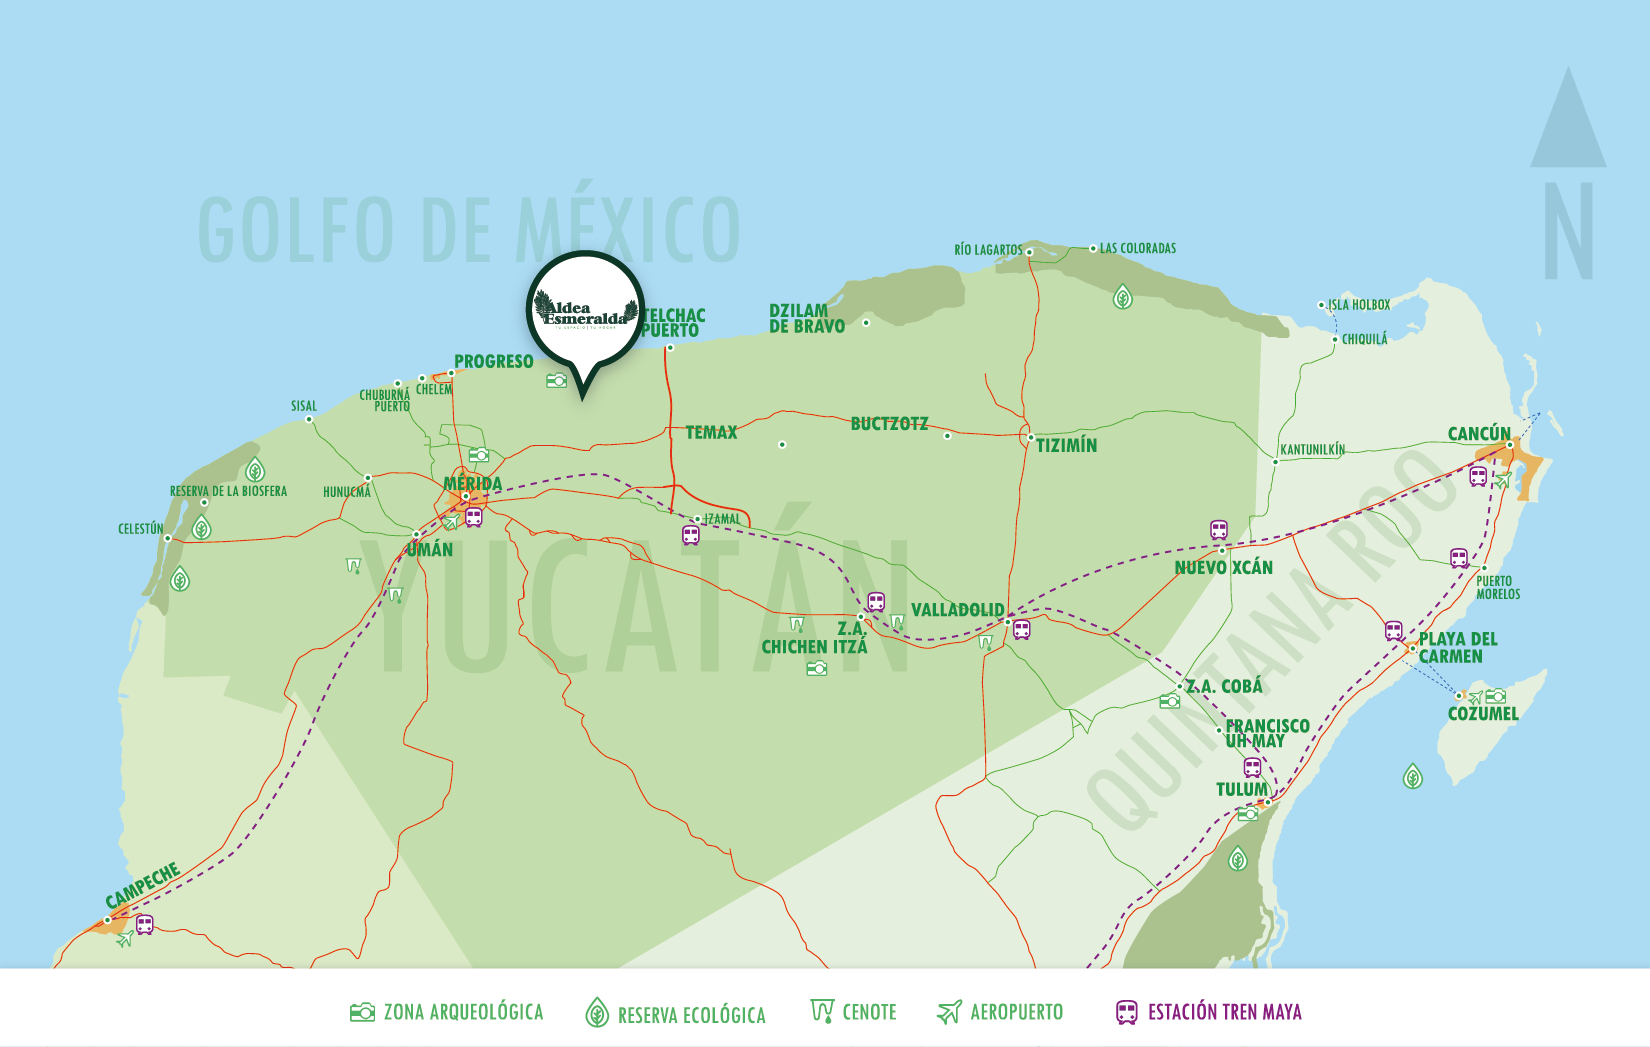 GOLFO DE MÉXICO
N
RÍO LAGARTOS
LAS COLORADAS
Aldea
Esmeralda
TELCHAC
PUERTO
DZILAM
DE BRAVO
ISLA HOLBOX
CHIQUILÁ
PROGRESO
CHELEM
CHUBURNÁ
PUERTO
SISAL
TEMAX
BUCTZOTZ
TIZIMÍN
CANCÚN
KANTUNILKÍN
MÉRIDA
HUNUCMÁ
RESERVA DE LA BIOSFERA
CELESTÚN
IZAMAL
UMÁN
YUCATÁN
NUEVO XCÁN
QUINTANA ROO
PUERTO
MORELOS
VALLADOLID
Z.A.
CHICHEN ITZÁ
PLAYA DEL
CARMEN
Z.A. COBÁ
COZUMEL
FRANCISCO
UH MAY
TULUM
CAMPECHE
ZONA ARQUEOLÓGICA
RESERVA ECOLÓGICA
CENOTE
AEROPUERTO
ESTACIÓN TREN MAYA